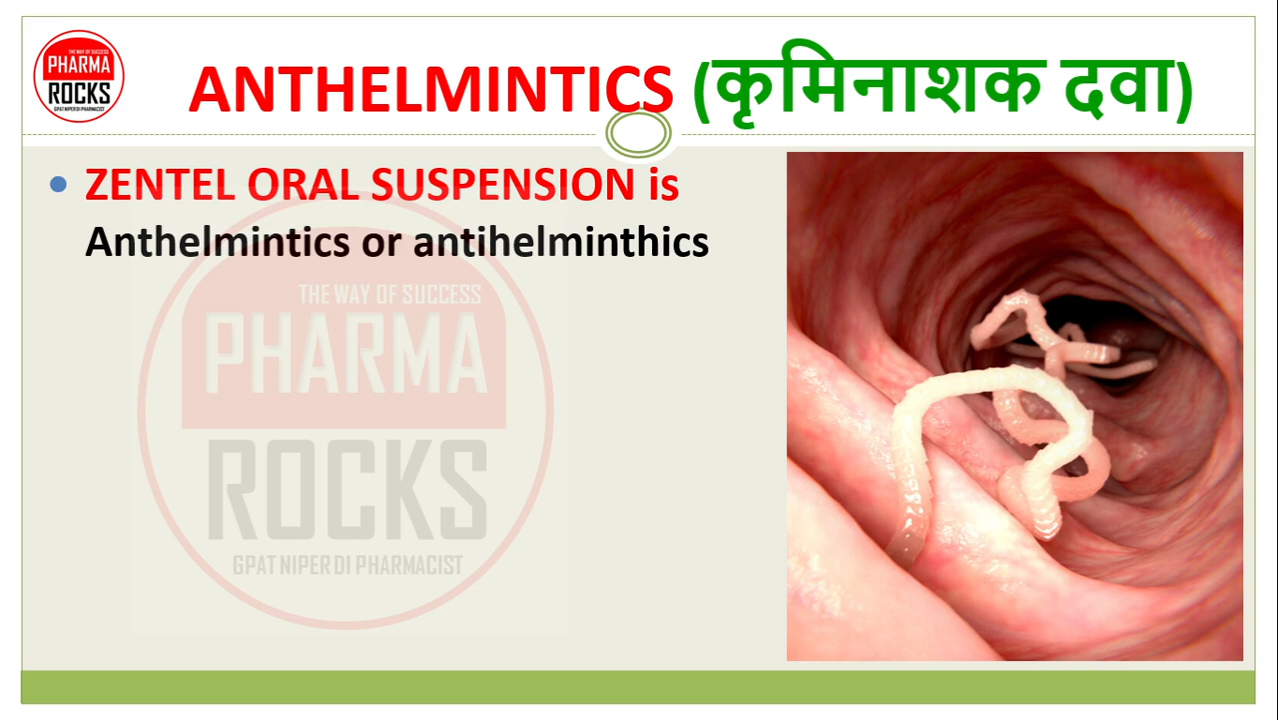 THE WAY OF SUCCESS
PHARMA
ROCKS
GPAT NIPER DI PHARMACIST
ANTHELMINTICS (कृमिनाशक दवा)
• ZENTEL ORAL SUSPENSION is
Anthelmintics or antihelminthics
THE WAY OF SUCCESS
PHARMA
ROCKS
GPAT NIPER DI PHARMACIST